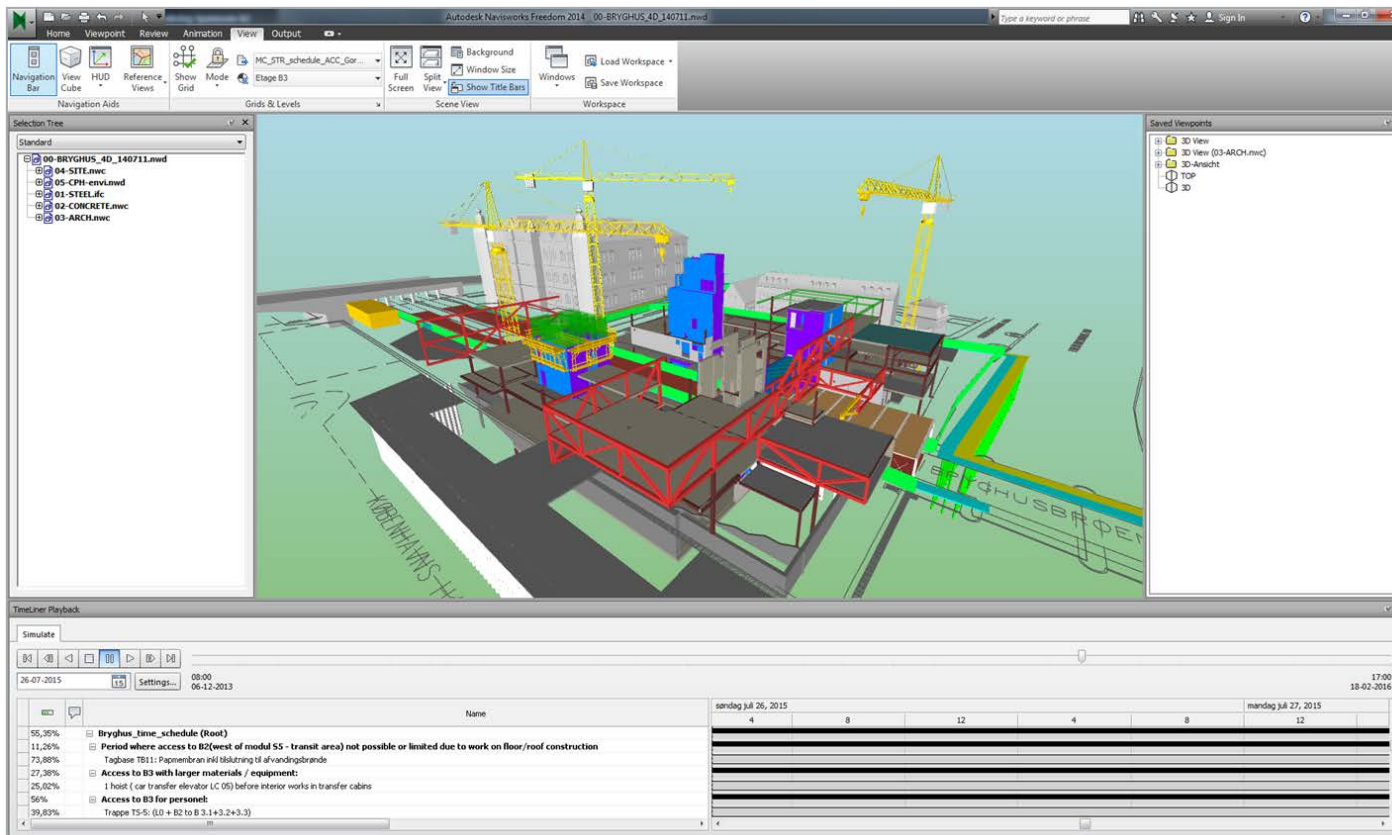 Autodesk Navisworks Freedom 2014 00-BRYGHUS_4D_140711.nwd
Type a keyword or phrase
Sign In
Home Viewpoint Review Animation View Output
Navigation Bar
View Cube
HUD
Reference Views
Show Grid
Mode
MC_STR_schedule_ACC_Gor...
Etage B3
Full Screen
Split View
Background
Window Size
Show Title Bars
Windows
Load Workspace
Save Workspace
Navigation Aids
Grids & Levels
Scene View
Workspace
Selection Tree
Standard
00-BRYGHUS_4D_140711.nwd
04-SITE.nwc
05-CPH-envi.nwd
01-STEEL.ifc
02-CONCRETE.nwc
03-ARCH.nwc
Saved Viewpoints
3D View
3D View (03-ARCH.nwc)
3D-Ansicht
TOP
3D
KØBENHAVNS
BRYGHUSBROEN
TimeLiner Playback
Simulate
26-07-2015
15
Settings...
08:00
06-12-2013
17:00
18-02-2016
Name
søndag juli 26, 2015
mandag juli 27, 2015
4 8 12 4 8 12
55,35% Bryghus_time_schedule (Root)
11,26% Period where access to B2(west of modul S5 - transit area) not possible or limited due to work on floor/roof construction
73,88% Tagbase TB11: Papmembran inkl tilslutning til afvandingsbrønde
27,38% Access to B3 with larger materials / equipment:
25,02% 1 hoist ( car transfer elevator LC 05) before interior works in transfer cabins
56% Access to B3 for personel:
39,83% Trappe TS-5: (L0 + B2 to B 3.1+3.2+3.3)